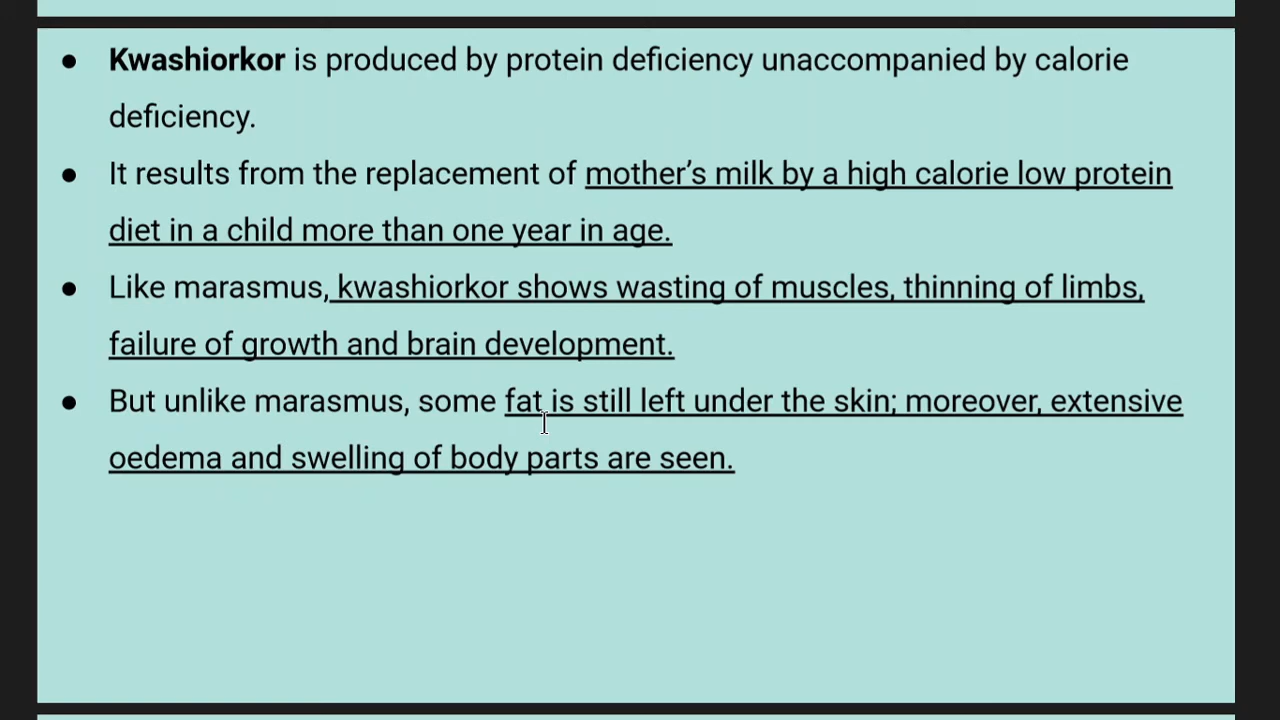 ● Kwashiorkor is produced by protein deficiency unaccompanied by calorie
deficiency.
● It results from the replacement of mother’s milk by a high calorie low protein
diet in a child more than one year in age.
● Like marasmus, kwashiorkor shows wasting of muscles, thinning of limbs,
failure of growth and brain development.
● But unlike marasmus, some fat is still left under the skin; moreover, extensive
oedema and swelling of body parts are seen.